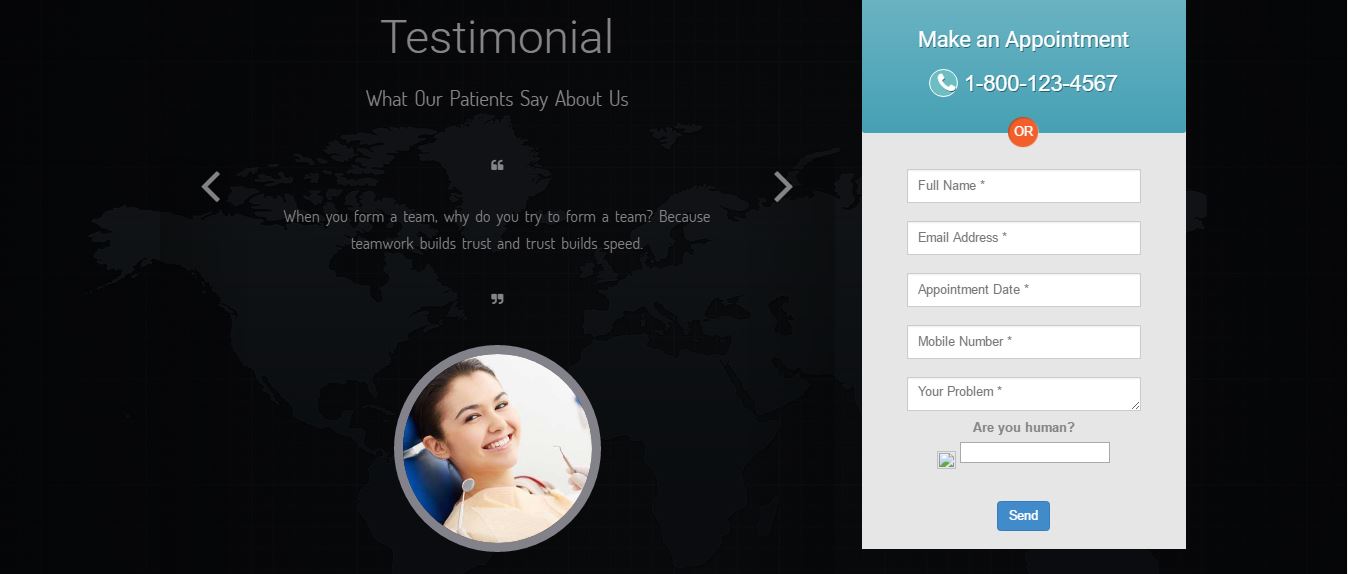 Testimonial
What Our Patients Say About Us
❝
When you form a team, why do you try to form a team? Because
teamwork builds trust and trust builds speed.
❞
Make an Appointment
1-800-123-4567
OR
Full Name *
Email Address *
Appointment Date *
Mobile Number *
Your Problem *
Are you human?
Send